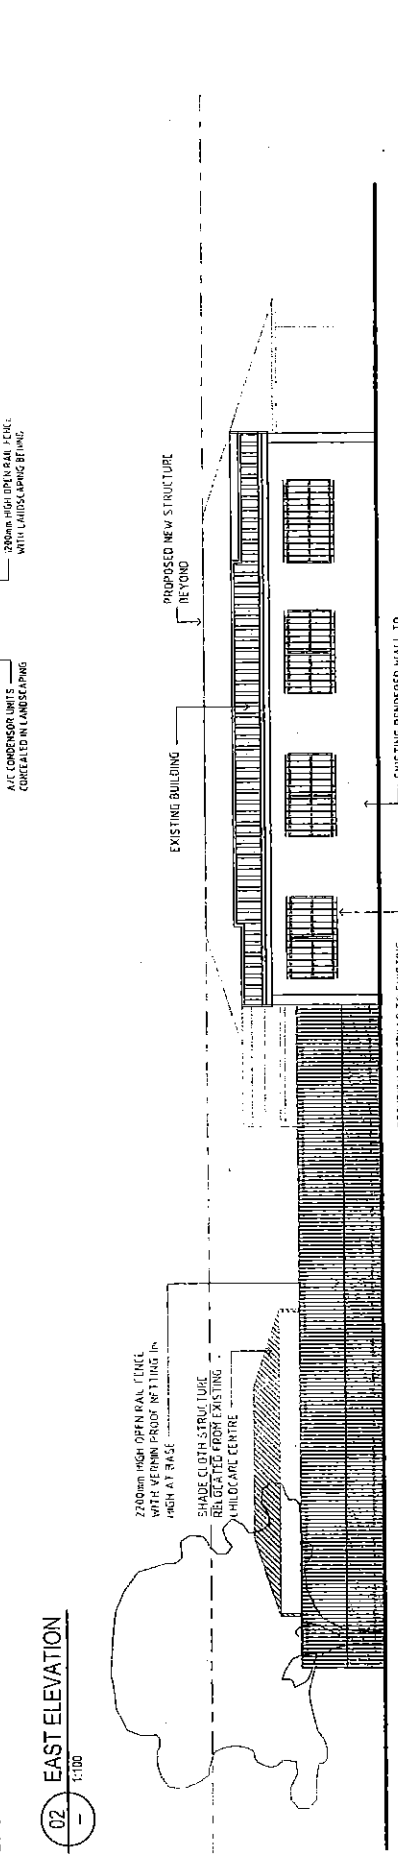 1200mm HIGH OPEN RAIL FENCE
WITH LANDSCAPING BEHIND
A/C CONDENSOR UNITS
CONCEALED IN LANDSCAPING
PROPOSED NEW STRUCTURE
BEYOND
EXISTING BUILDING
2200mm HIGH OPEN RAIL FENCE
WITH VERMIN PROOF NETTING 1m
HIGH AT BASE
SHADE CLOTH STRUCTURE
RELOCATED FROM EXISTING
CHILDCARE CENTRE
EXISTING RENDERED WALL TO
02
EAST ELEVATION
–
1:100